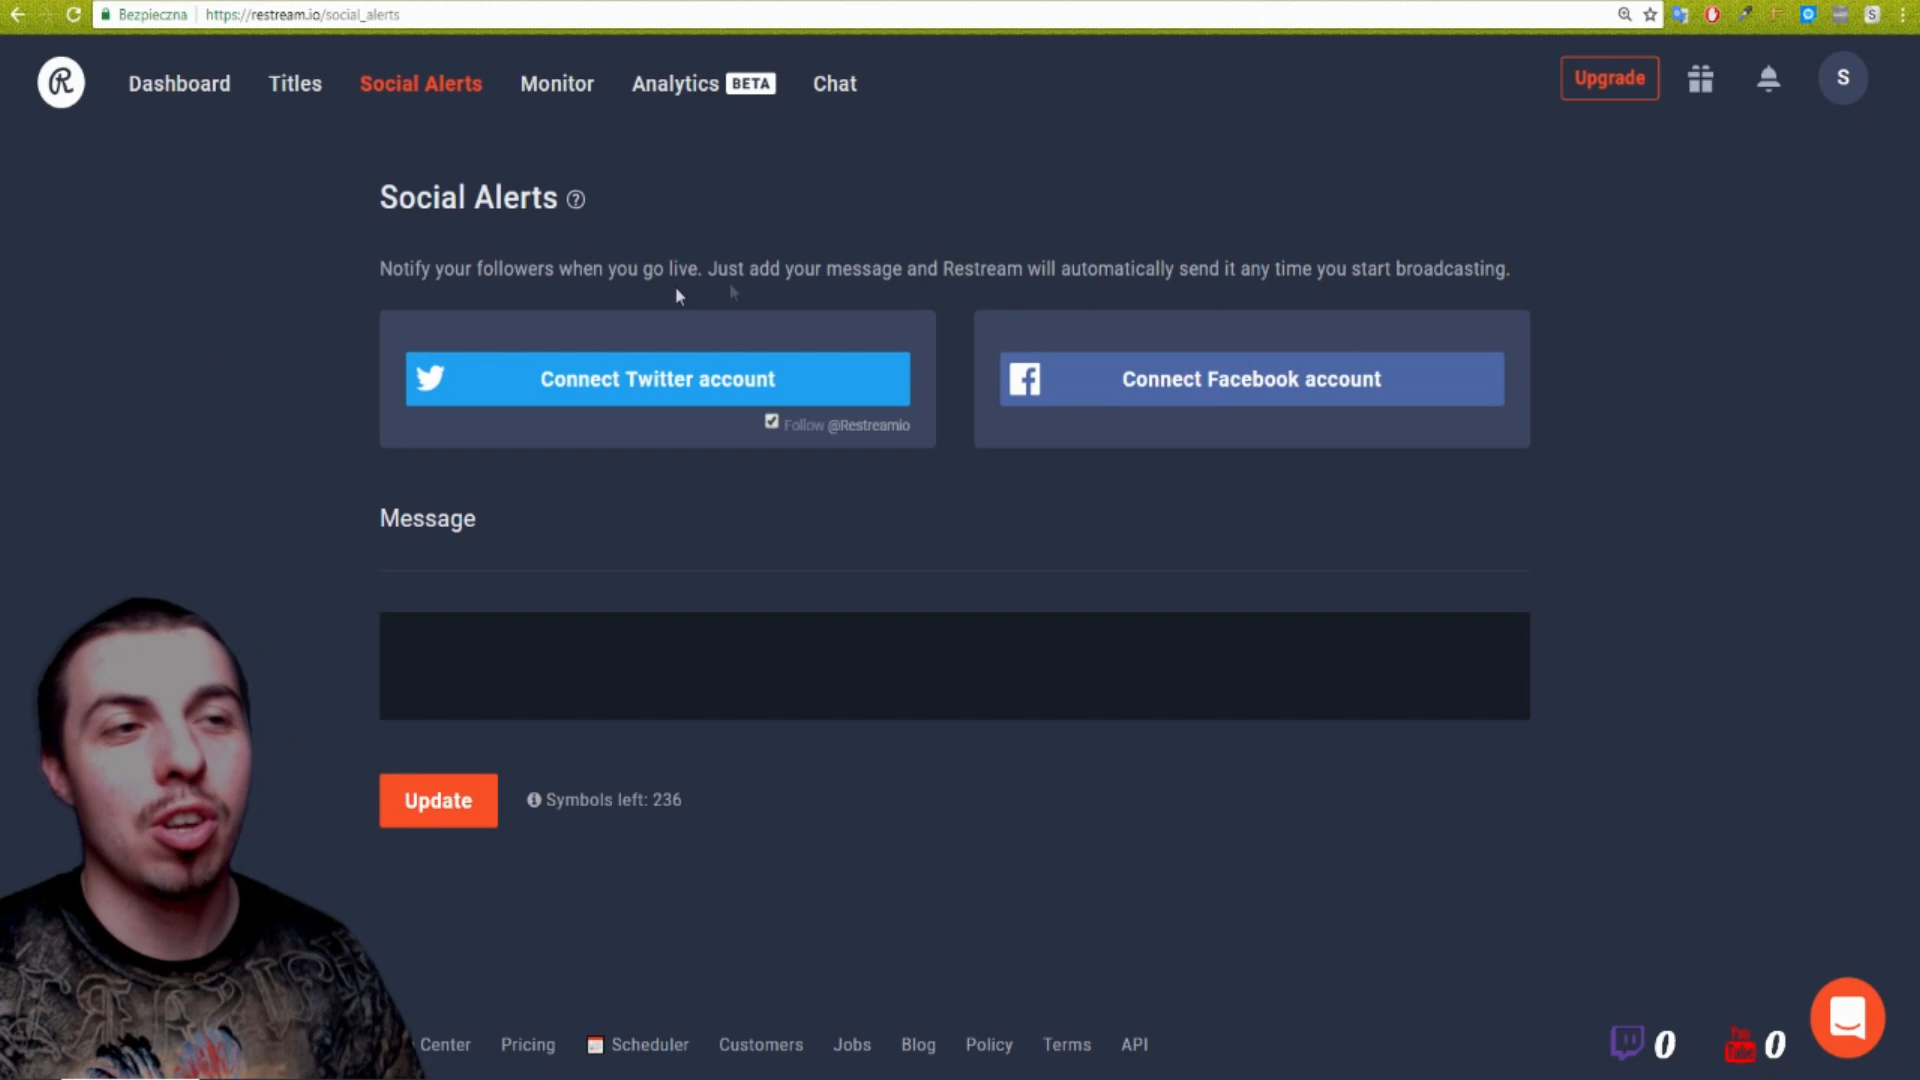 Bezpieczna https://restream.io/social_alerts
R Dashboard Titles Social Alerts Monitor Analytics BETA Chat Upgrade S
Social Alerts ?
Notify your followers when you go live. Just add your message and Restream will automatically send it any time you start broadcasting.
Connect Twitter account
Connect Facebook account
Follow @Restreamio
Message
Update Symbols left: 236
Center Pricing Scheduler Customers Jobs Blog Policy Terms API
0 You Tube 0